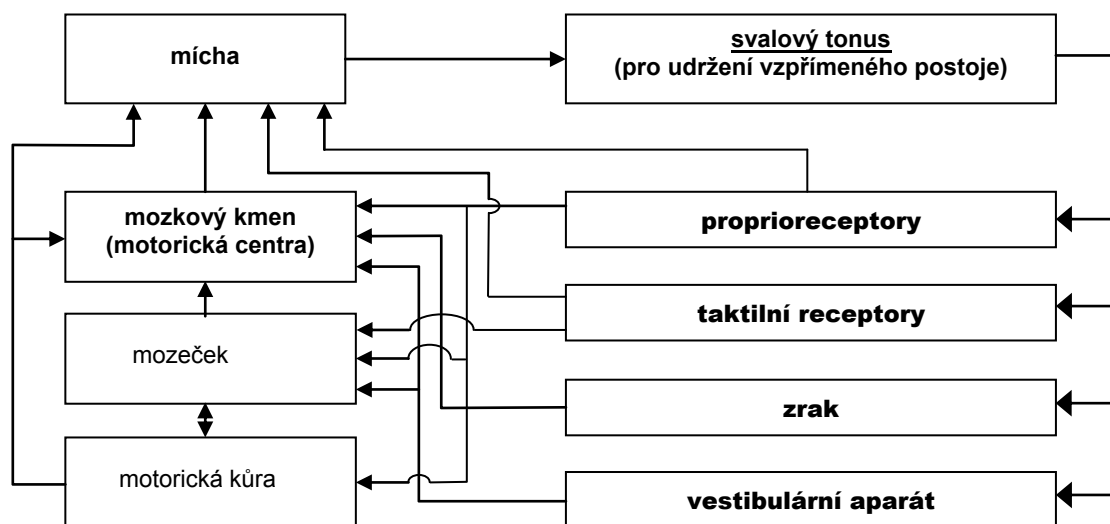 mícha
svalový tonus
(pro udržení vzpřímeného postoje)
mozkový kmen
(motorická centra)
proprioreceptory
taktilní receptory
mozeček
zrak
motorická kůra
vestibulární aparát